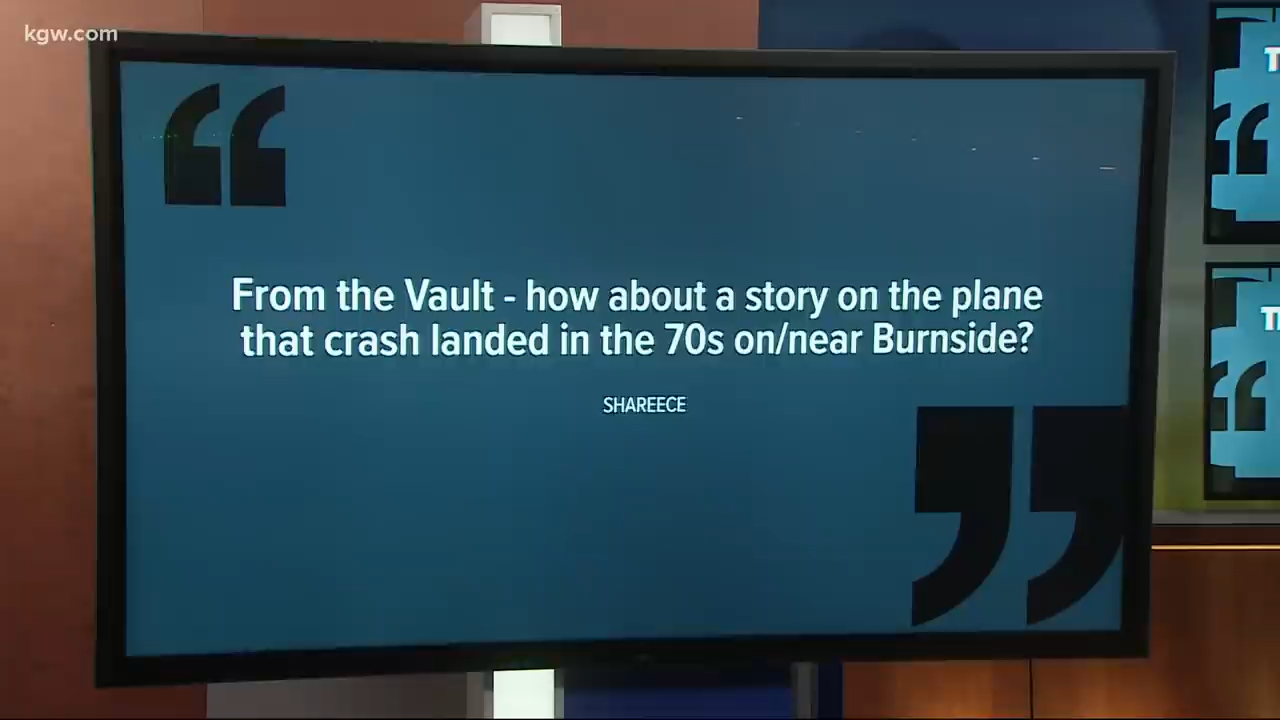 kgw.com
From the Vault - how about a story on the plane
that crash landed in the 70s on/near Burnside?
SHAREECE